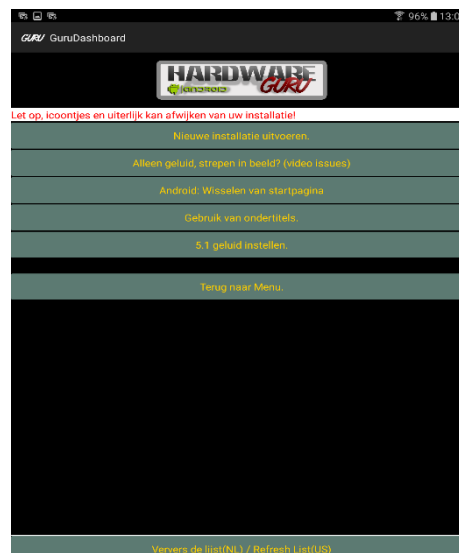 96% 13:0
GURU GuruDashboard
HARDWARE
ANDROID GURU
Let op, icoontjes en uiterlijk kan afwijken van uw installatie!
Nieuwe installatie uitvoeren.
Alleen geluid, strepen in beeld? (video issues)
Android: Wisselen van startpagina
Gebruik van ondertitels.
5.1 geluid instellen.
Terug naar Menu.
Ververs de lijst(NL) / Refresh List(US)